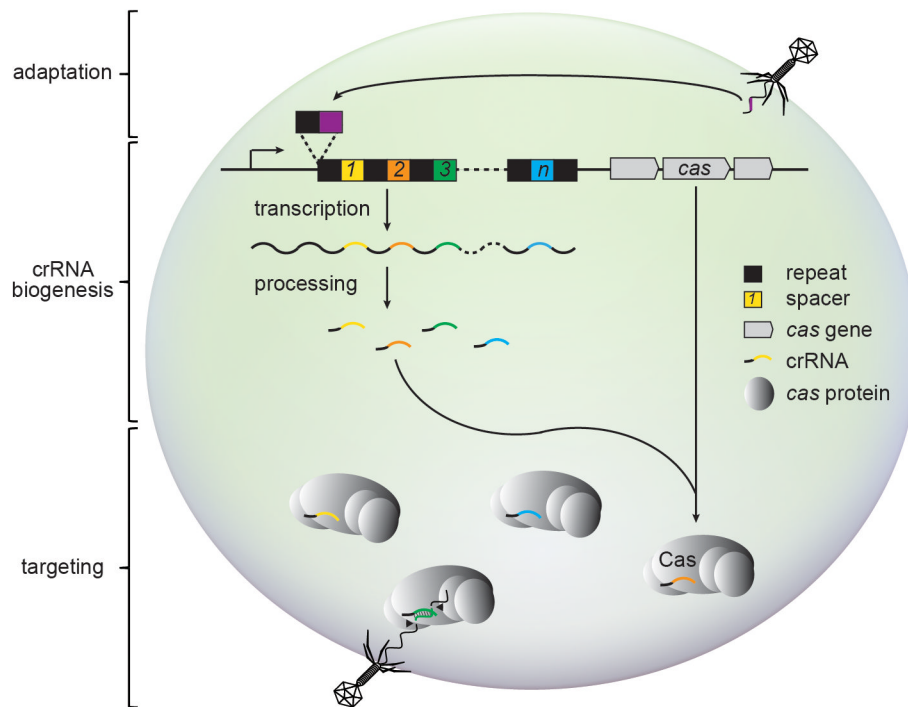 adaptation
1
2
3
n
cas
transcription
crRNA
biogenesis
processing
repeat
1 spacer
cas gene
crRNA
cas protein
targeting
Cas